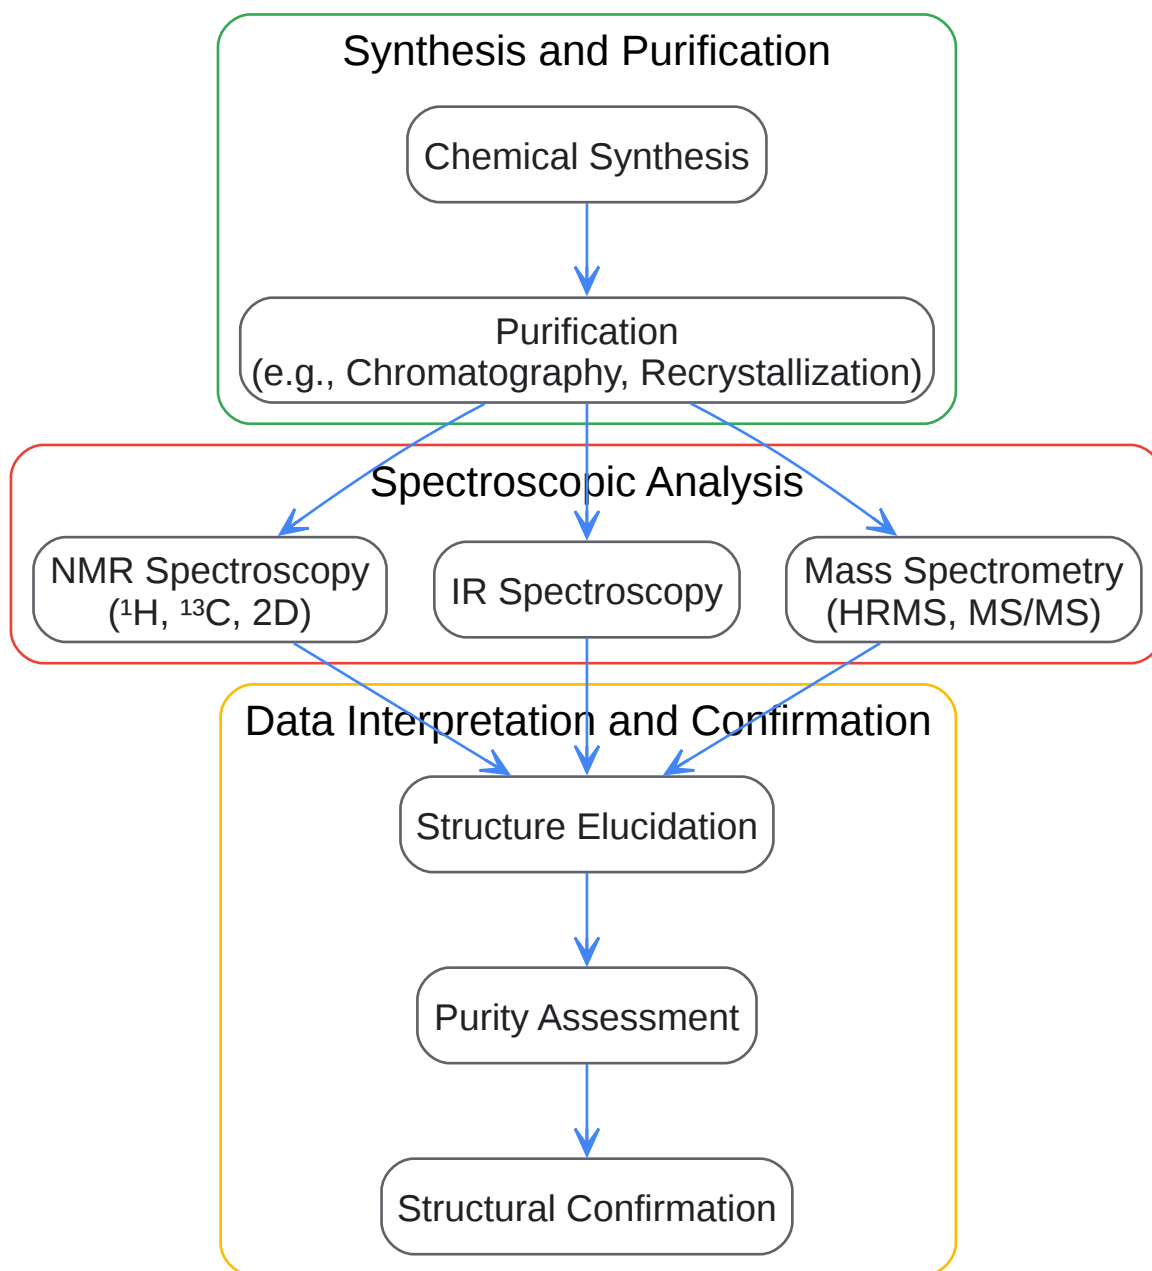 Synthesis and Purification
Chemical Synthesis
Purification
(e.g., Chromatography, Recrystallization)
Spectroscopic Analysis
NMR Spectroscopy
(¹H, ¹³C, 2D)
IR Spectroscopy
Mass Spectrometry
(HRMS, MS/MS)
Data Interpretation and Confirmation
Structure Elucidation
Purity Assessment
Structural Confirmation